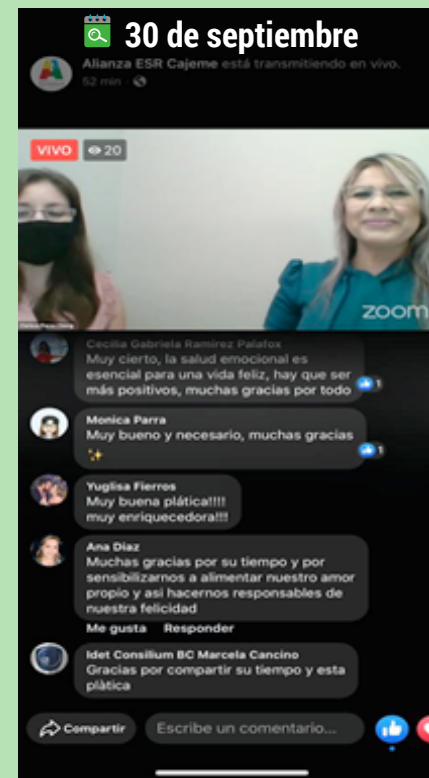 30 de septiembre
Alianza ESR Cajeme está transmitiendo en vivo.
52 min
VIVO 20
zoom
Cecilia Gabriela Ramirez Palafox
Muy cierto, la salud emocional es
esencial para una vida feliz, hay que ser
más positivos, muchas gracias por todo
1
Monica Parra
Muy bueno y necesario, muchas gracias
1
Yuglisa Fierros
Muy buena plática!!!!
muy enriquecedora!!!
Ana Diaz
Muchas gracias por su tiempo y por
sensibilizarnos a alimentar nuestro amor
propio y asi hacernos responsables de
nuestra felicidad
Me gusta Responder
Idet Consilium BC Marcela Cancino
Gracias por compartir su tiempo y esta
plàtica
Compartir Escribe un comentario...